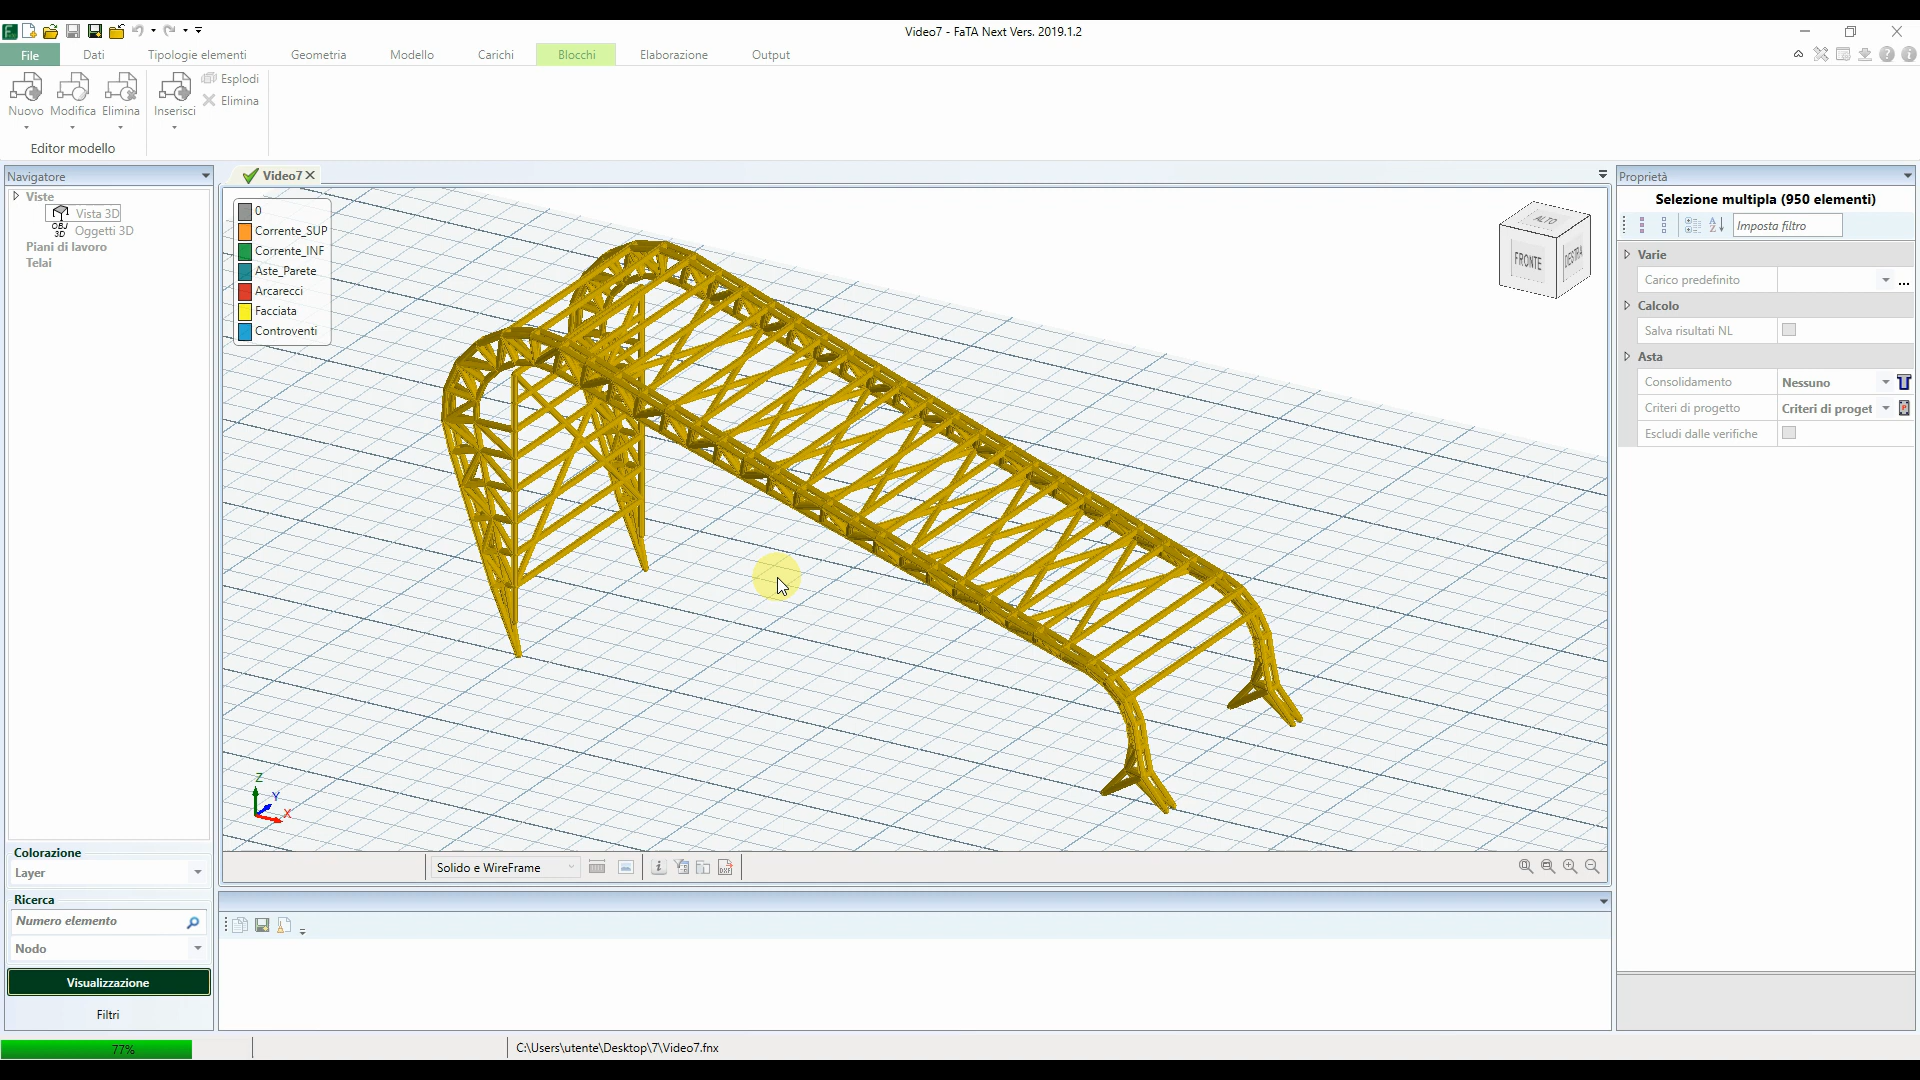 Video7 - FaTA Next Vers. 2019.1.2
File
Dati
Tipologie elementi
Geometria
Modello
Carichi
Blocchi
Elaborazione
Output
Nuovo
Modifica
Elimina
Inserisci
Esplodi
Elimina
Editor modello
Navigatore
Viste
Vista 3D
OBJ 3D
Oggetti 3D
Piani di lavoro
Telai
Video7
0
Corrente_SUP
Corrente_INF
Aste_Parete
Arcarecci
Facciata
Controventi
ALTO
FRONTE
DESTRA
Z
Y
X
Proprietà
Selezione multipla (950 elementi)
Imposta filtro
Varie
Carico predefinito
...
Calcolo
Salva risultati NL
Asta
Consolidamento
Nessuno
Criteri di progetto
Criteri di proget
Escludi dalle verifiche
Colorazione
Layer
Ricerca
Numero elemento
Nodo
Visualizzazione
Filtri
Solido e WireFrame
77%
C:\Users\utente\Desktop\7\Video7.fnx